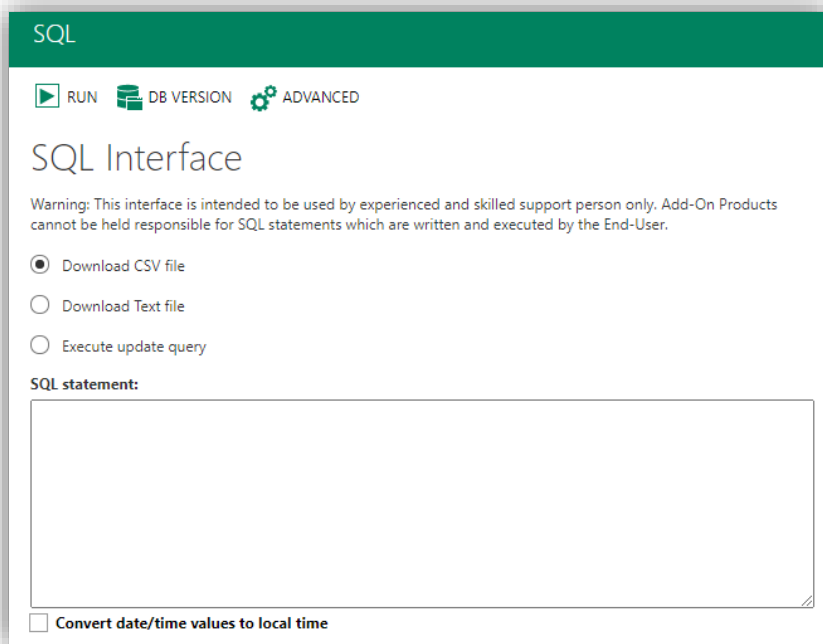 SQL
RUN DB VERSION ADVANCED
SQL Interface
Warning: This interface is intended to be used by experienced and skilled support person only. Add-On Products
cannot be held responsible for SQL statements which are written and executed by the End-User.
Download CSV file
Download Text file
Execute update query
SQL statement:
Convert date/time values to local time